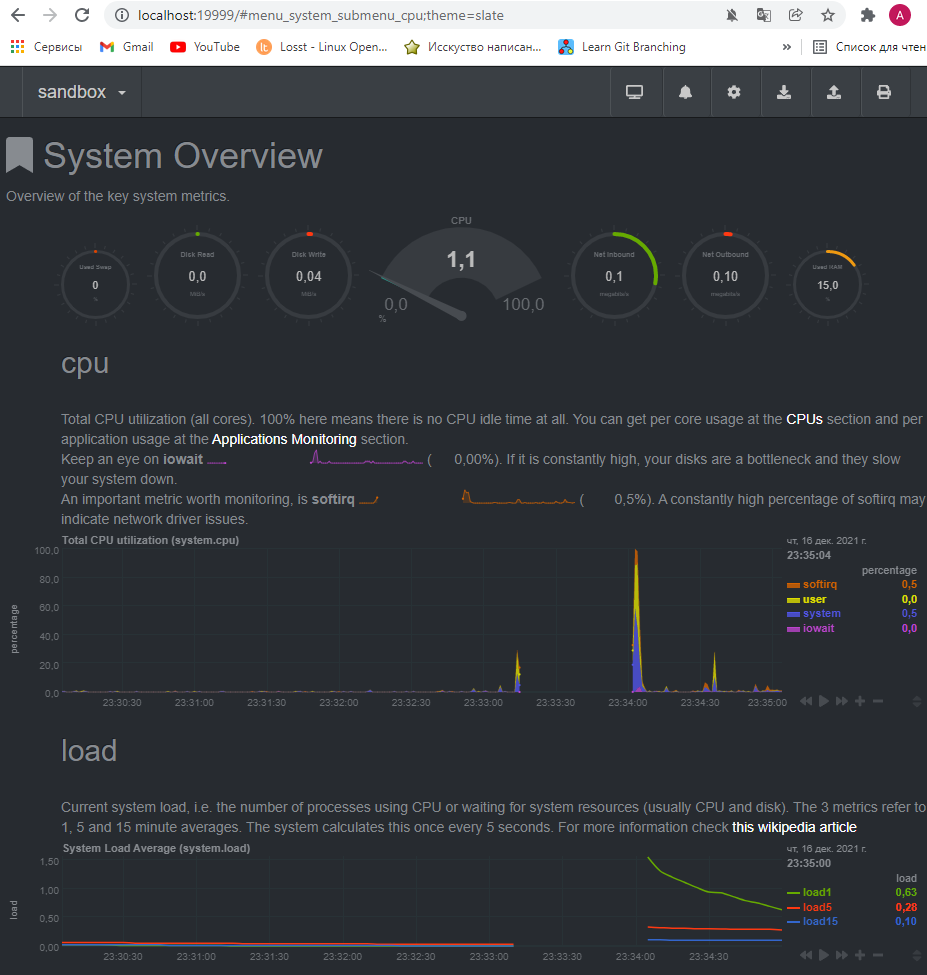 localhost:19999/#menu_system_submenu_cpu;theme=slate
A
Сервисы Gmail YouTube Losst - Linux Open... Исскуство написан... Learn Git Branching » Список для чтен
sandbox
System Overview
Overview of the key system metrics.
CPU
Used Swap
0
%
Disk Read
0,0
MiB/s
Disk Write
0,04
MiB/s
1,1
0,0 100,0
%
Net Inbound
0,1
megabits/s
Net Outbound
0,10
megabits/s
Used RAM
15,0
%
cpu
Total CPU utilization (all cores). 100% here means there is no CPU idle time at all. You can get per core usage at the CPUs section and per
application usage at the Applications Monitoring section.
Keep an eye on iowait ( 0,00%). If it is constantly high, your disks are a bottleneck and they slow
your system down.
An important metric worth monitoring, is softirq ( 0,5%). A constantly high percentage of softirq may
indicate network driver issues.
Total CPU utilization (system.cpu)
чт, 16 дек. 2021 г.
23:35:04
percentage
softirq 0,5
user 0,0
system 0,5
iowait 0,0
percentage
100,0
80,0
60,0
40,0
20,0
0,0
23:30:30 23:31:00 23:31:30 23:32:00 23:32:30 23:33:00 23:33:30 23:34:00 23:34:30 23:35:00
load
Current system load, i.e. the number of processes using CPU or waiting for system resources (usually CPU and disk). The 3 metrics refer to
1, 5 and 15 minute averages. The system calculates this once every 5 seconds. For more information check this wikipedia article
System Load Average (system.load)
чт, 16 дек. 2021 г.
23:35:00
load
load1 0,63
load5 0,28
load15 0,10
load
1,50
1,00
0,50
0,00
23:30:30 23:31:00 23:31:30 23:32:00 23:32:30 23:33:00 23:33:30 23:34:00 23:34:30